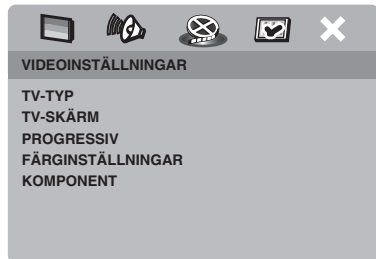 VIDEOINSTÄLLNINGAR
TV-TYP
TV-SKÄRM
PROGRESSIV
FÄRGINSTÄLLNINGAR
KOMPONENT